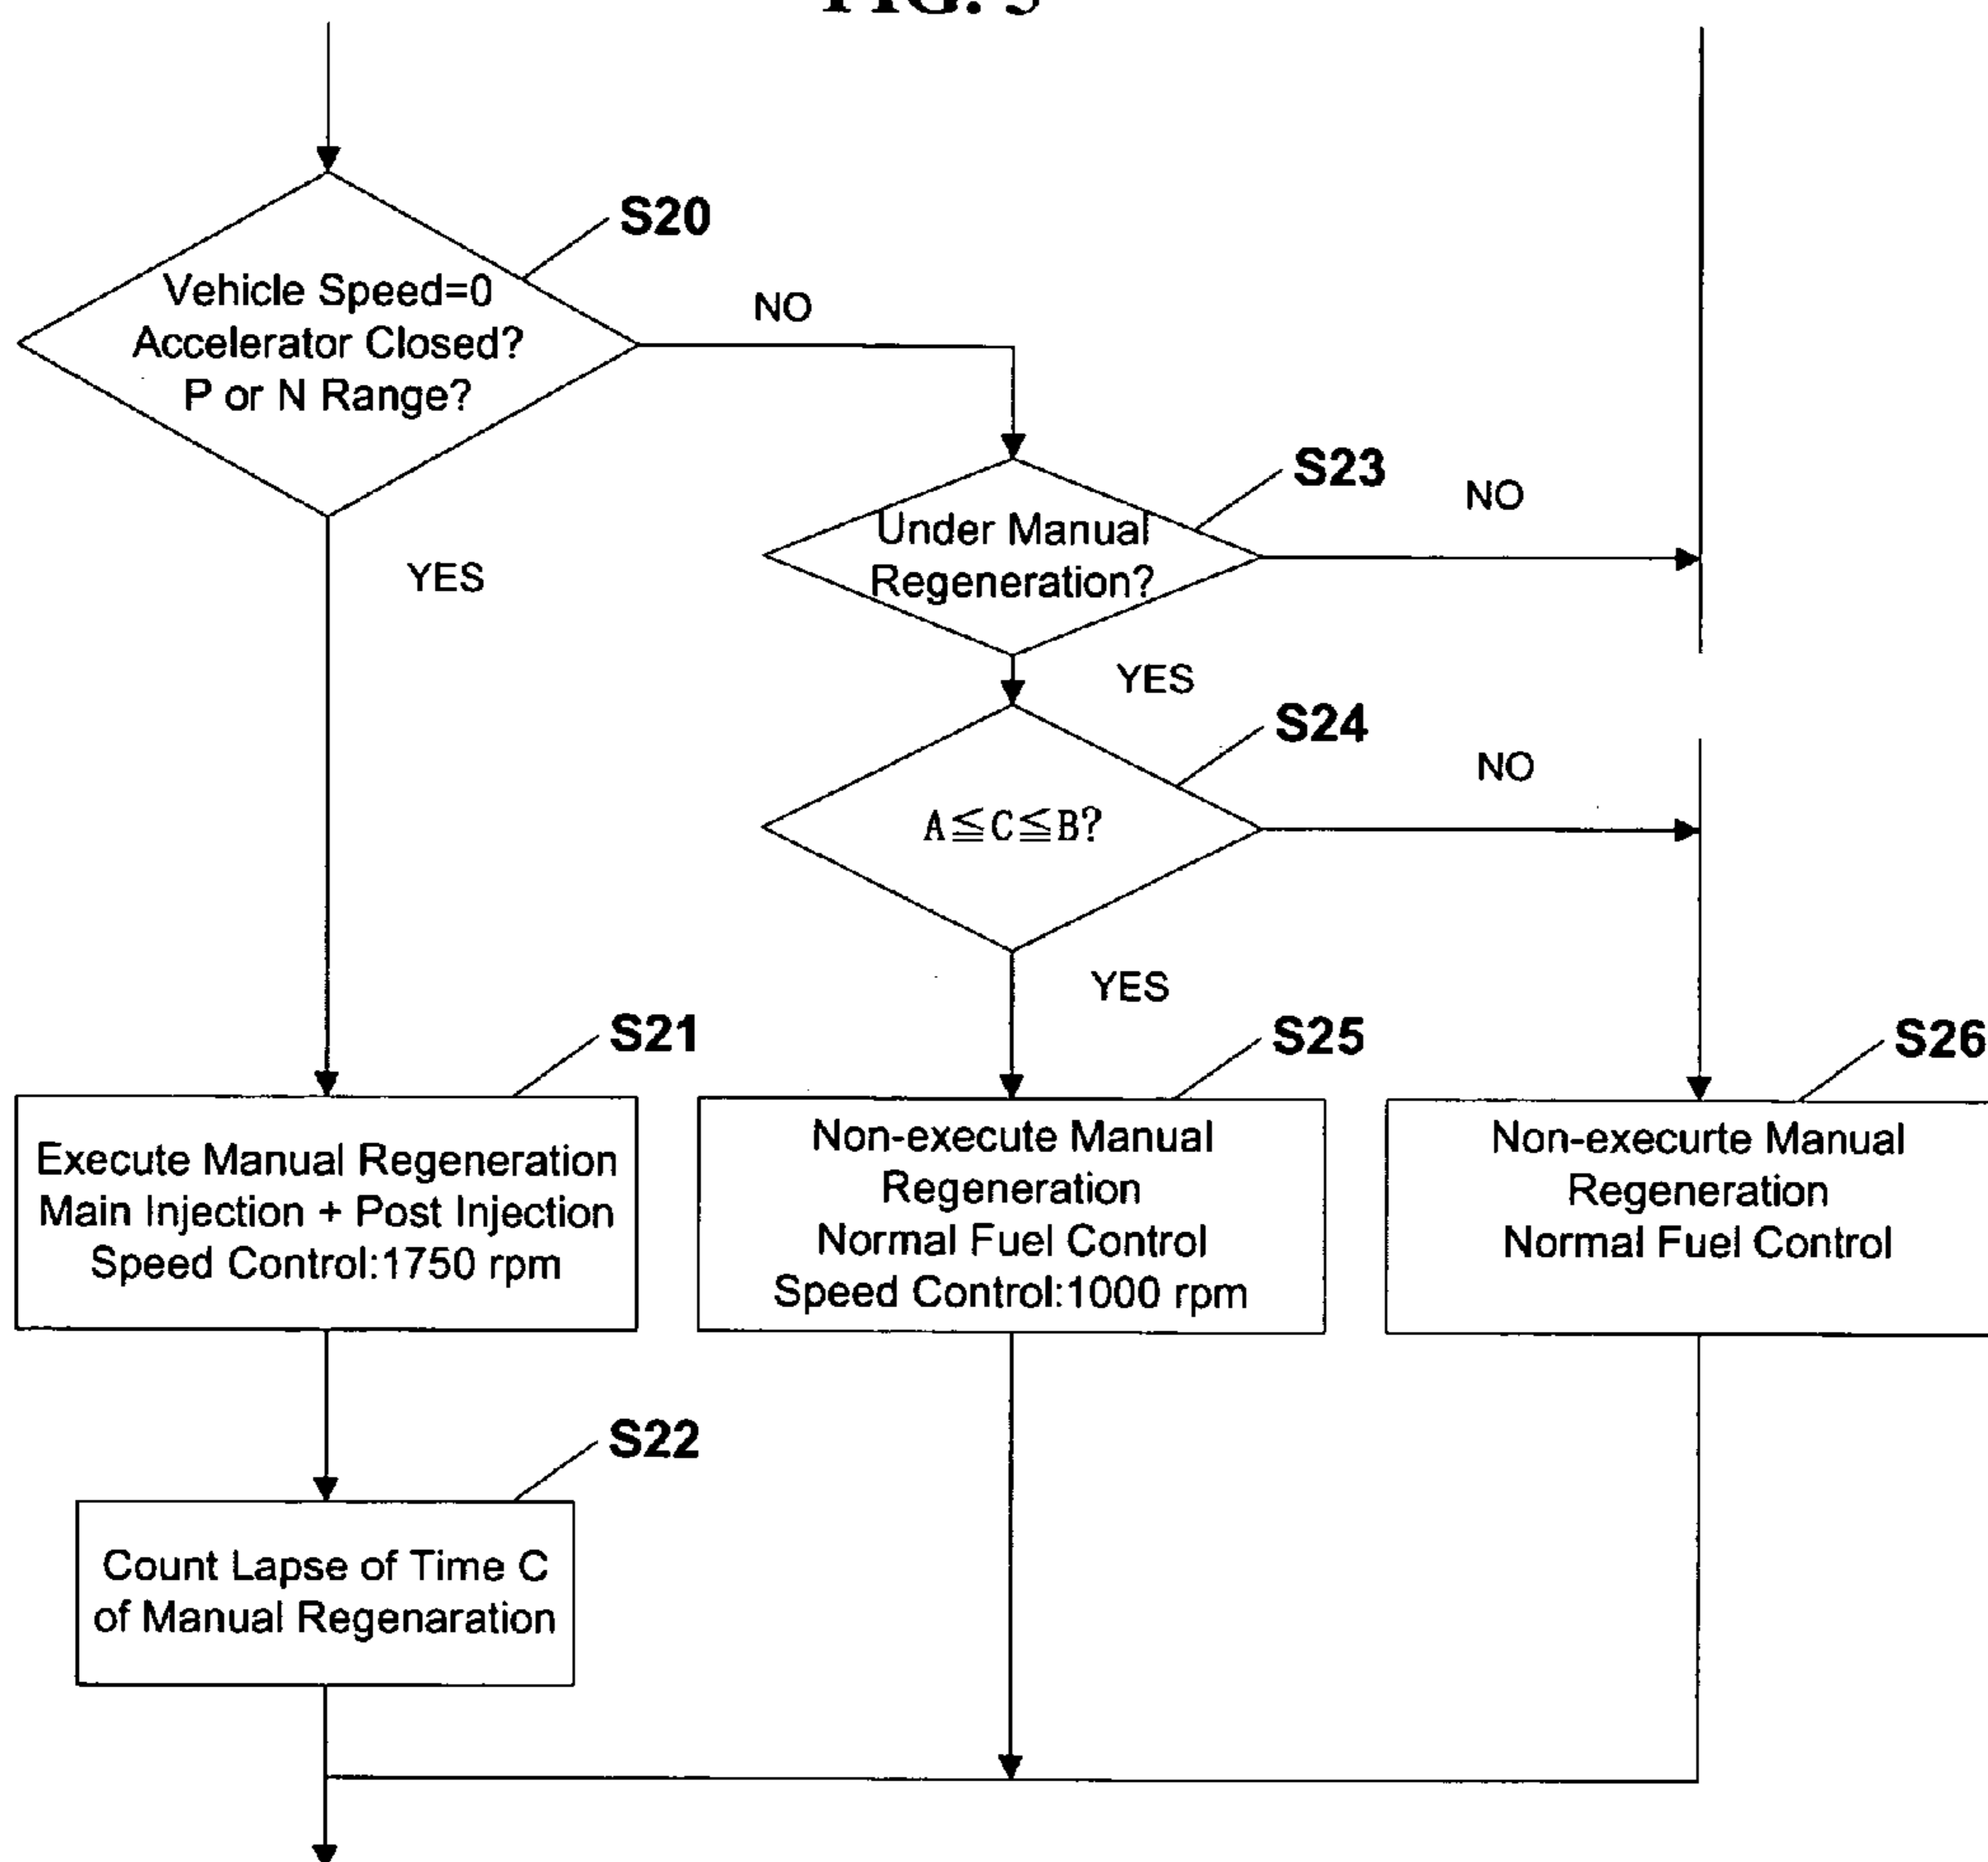 S20
Vehicle Speed=0
Accelerator Closed?
P or N Range?
NO
YES
S23
Under Manual
Regeneration?
NO
YES
S24
A≦C≦B?
NO
YES
S21
Execute Manual Regeneration
Main Injection + Post Injection
Speed Control:1750 rpm
S25
Non-execute Manual
Regeneration
Normal Fuel Control
Speed Control:1000 rpm
S26
Non-execurte Manual
Regeneration
Normal Fuel Control
S22
Count Lapse of Time C
of Manual Regenaration